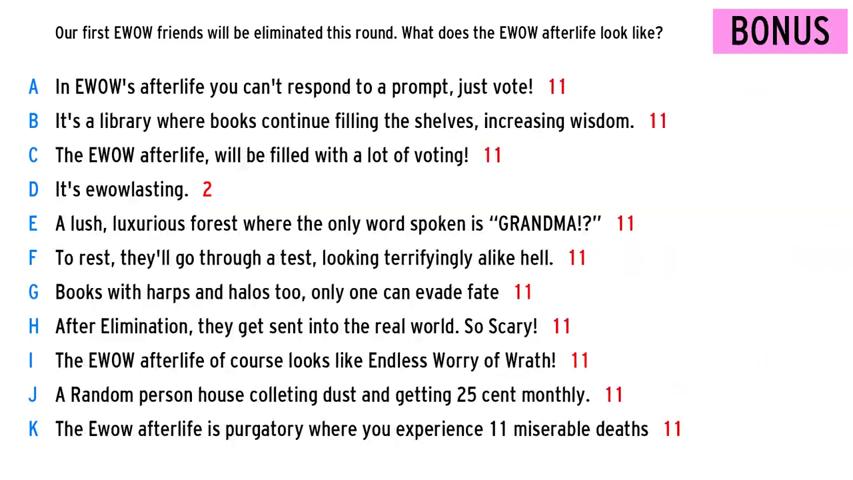 Our first EWOW friends will be eliminated this round. What does the EWOW afterlife look like?
BONUS
A In EWOW's afterlife you can't respond to a prompt, just vote! 11
B It's a library where books continue filling the shelves, increasing wisdom. 11
C The EWOW afterlife, will be filled with a lot of voting! 11
D It's ewowlasting. 2
E A lush, luxurious forest where the only word spoken is “GRANDMA!?” 11
F To rest, they'll go through a test, looking terrifyingly alike hell. 11
G Books with harps and halos too, only one can evade fate 11
H After Elimination, they get sent into the real world. So Scary! 11
I The EWOW afterlife of course looks like Endless Worry of Wrath! 11
J A Random person house colleting dust and getting 25 cent monthly. 11
K The Ewow afterlife is purgatory where you experience 11 miserable deaths 11